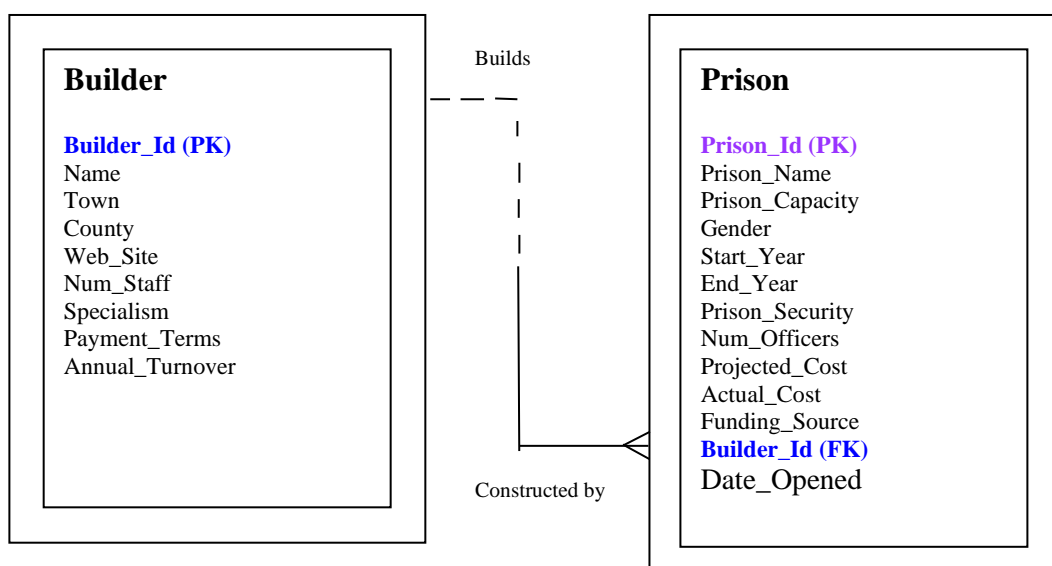 Builds
Builder
Builder_Id (PK)
Name
Town
County
Web_Site
Num_Staff
Specialism
Payment_Terms
Annual_Turnover
Prison
Prison_Id (PK)
Prison_Name
Prison_Capacity
Gender
Start_Year
End_Year
Prison_Security
Num_Officers
Projected_Cost
Actual_Cost
Funding_Source
Builder_Id (FK)
Date_Opened
Constructed by